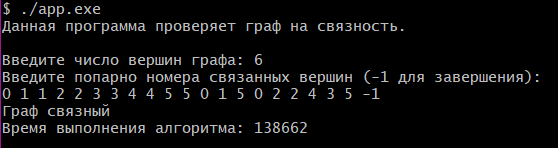 $ ./app.exe
Данная программа проверяет граф на связность.
Введите число вершин графа: 6
Введите попарно номера связанных вершин (-1 для завершения):
0 1 1 2 2 3 3 4 4 5 5 0 1 5 0 2 2 4 3 5 -1
Граф связный
Время выполнения алгоритма: 138662